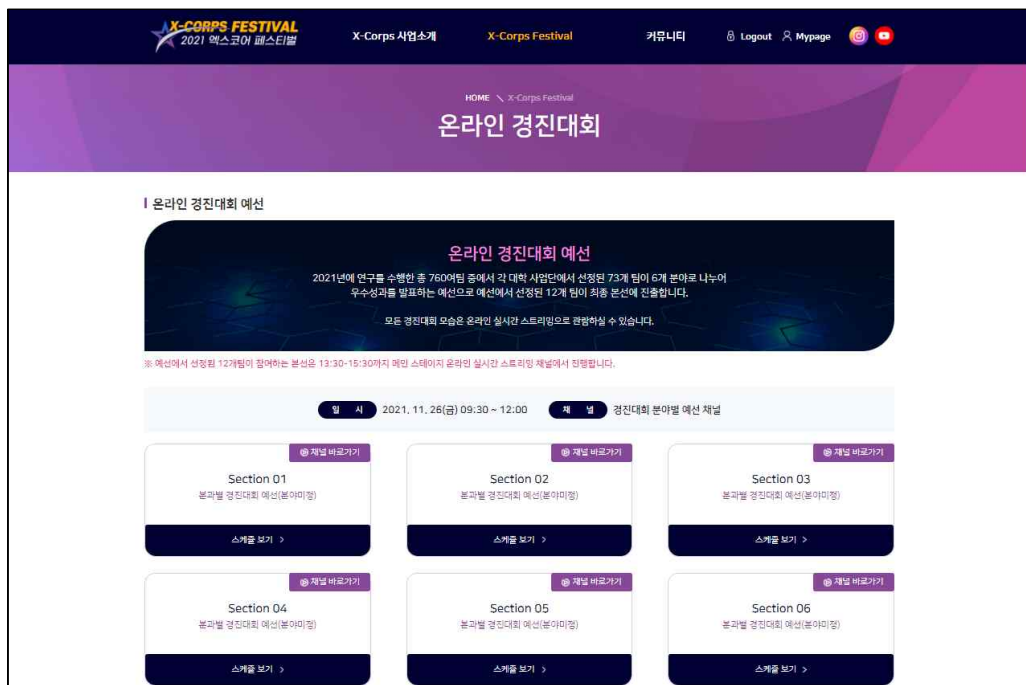 X-CORPS FESTIVAL
2021 엑스코어 페스티벌
X-Corps 사업소개
X-Corps Festival
커뮤니티
Logout
Mypage
HOME \ X-Corps Festival
온라인 경진대회
온라인 경진대회 예선
온라인 경진대회 예선
2021년에 연구를 수행한 총 760여팀 중에서 각 대학 사업단에서 선정된 73개 팀이 6개 분야로 나누어
우수성과를 발표하는 예선으로 예선에서 선정된 12개 팀이 최종 본선에 진출합니다.
모든 경진대회 모습은 온라인 실시간 스트리밍으로 관람하실 수 있습니다.
※ 예선에서 선정된 12개팀이 참여하는 본선은 13:30~15:30까지 메인 스테이지 온라인 실시간 스트리밍 채널에서 진행합니다.
일 시 2021. 11. 26(금) 09:30 ~ 12:00 채 널 경진대회 분야별 예선 채널
채널 바로가기
Section 01
분과별 경진대회 예선(분야미정)
스케줄 보기 >
채널 바로가기
Section 02
분과별 경진대회 예선(분야미정)
스케줄 보기 >
채널 바로가기
Section 03
분과별 경진대회 예선(분야미정)
스케줄 보기 >
채널 바로가기
Section 04
분과별 경진대회 예선(분야미정)
스케줄 보기 >
채널 바로가기
Section 05
분과별 경진대회 예선(분야미정)
스케줄 보기 >
채널 바로가기
Section 06
분과별 경진대회 예선(분야미정)
스케줄 보기 >